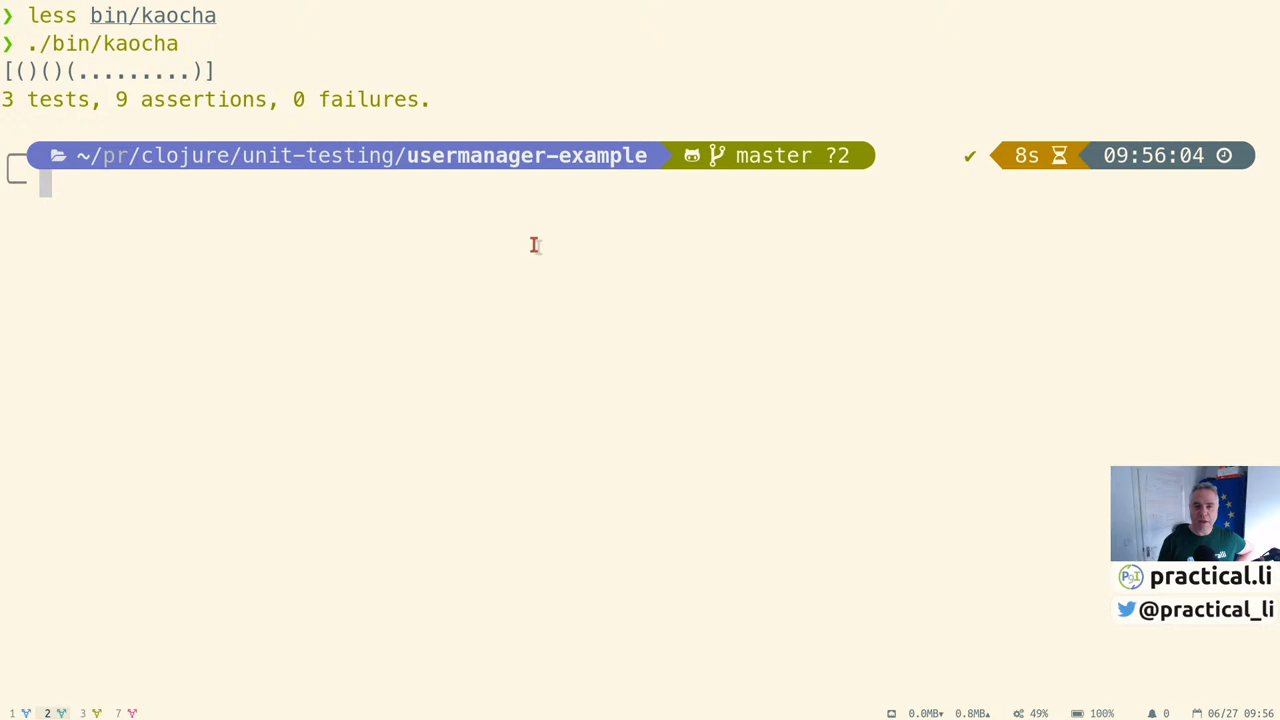 ❯ less bin/kaocha
❯ ./bin/kaocha
[()()(.........)]
3 tests, 9 assertions, 0 failures.
~/pr/clojure/unit-testing/usermanager-example master ?2 ✔ 8s 09:56:04
practical.li
@practical_li
1 2 3 7 0.0MB▾ 0.8MB▴ 49% 100% 0 06/27 09:56